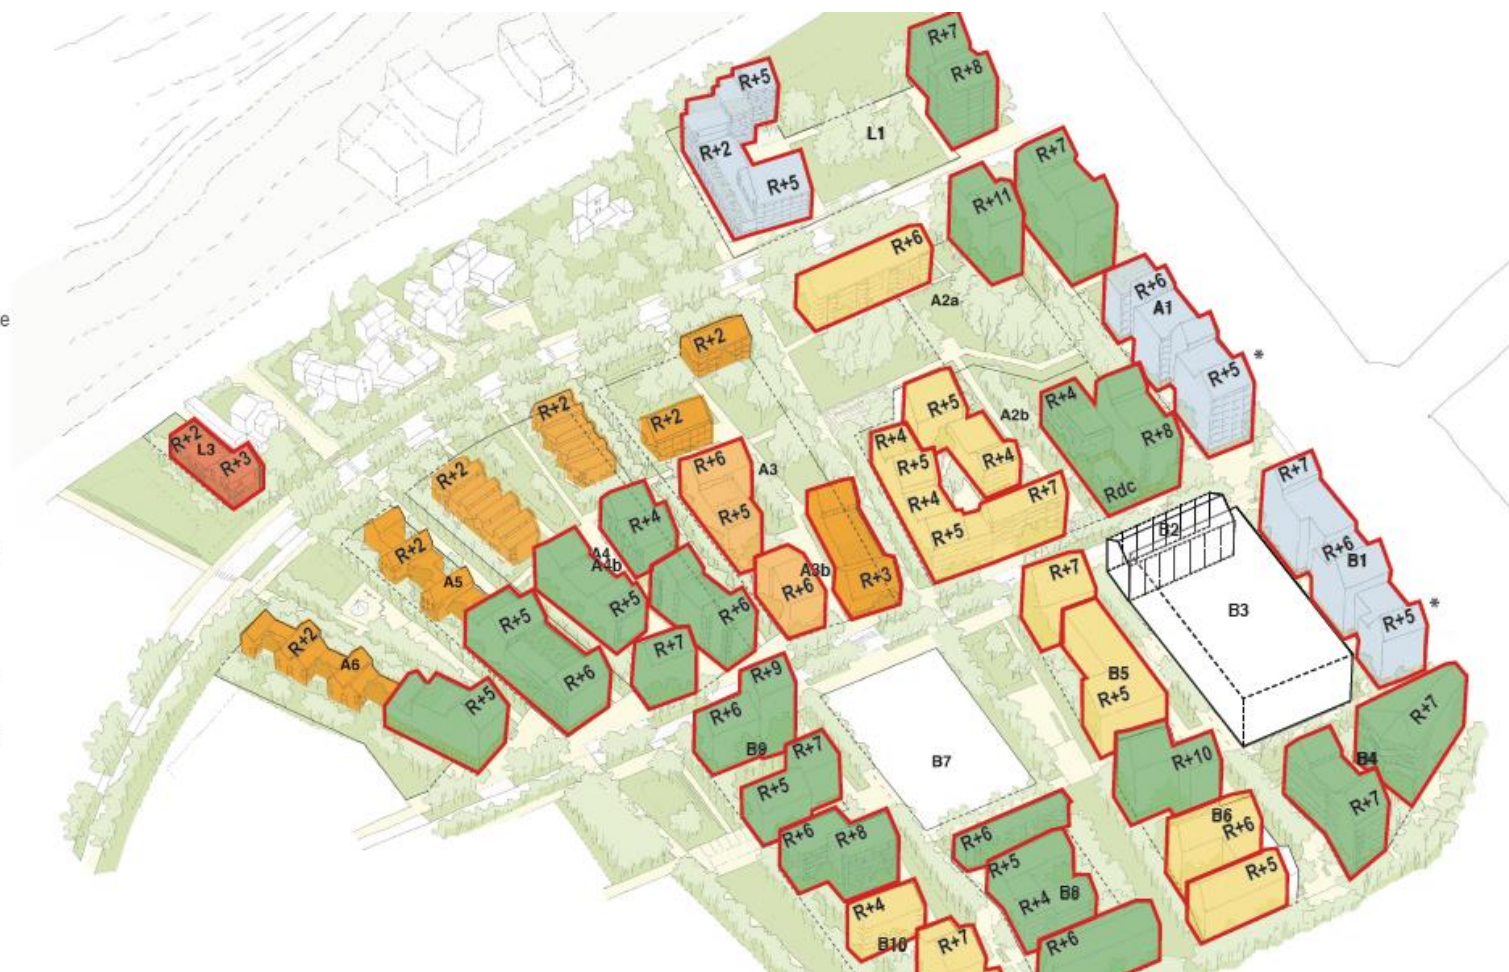 R+7
R+8
R+5
R+2
R+5
L1
R+7
R+11
R+6
A2a
R+6
A1
R+5
*
R+2
R+2
R+2
R+5
A2b
R+4
R+8
Rdc
R+4
R+5
R+4
R+4
R+7
R+5
e
R+2
L3
R+3
R+2
R+6
A3
R+5
R+4
A4
A4b
R+5
R+6
R+7
R+6
A3b
R+3
R+2
A5
R+5
R+6
R+2
A6
R+5
R+7
R+6
B1
R+5
*
B2
B3
R+7
B5
R+5
R+10
R+7
B4
R+7
B6
R+6
R+5
R+9
R+6
B9
R+7
R+5
B7
R+6
R+8
R+4
B10
R+7
R+6
R+5
R+4
B8
R+6